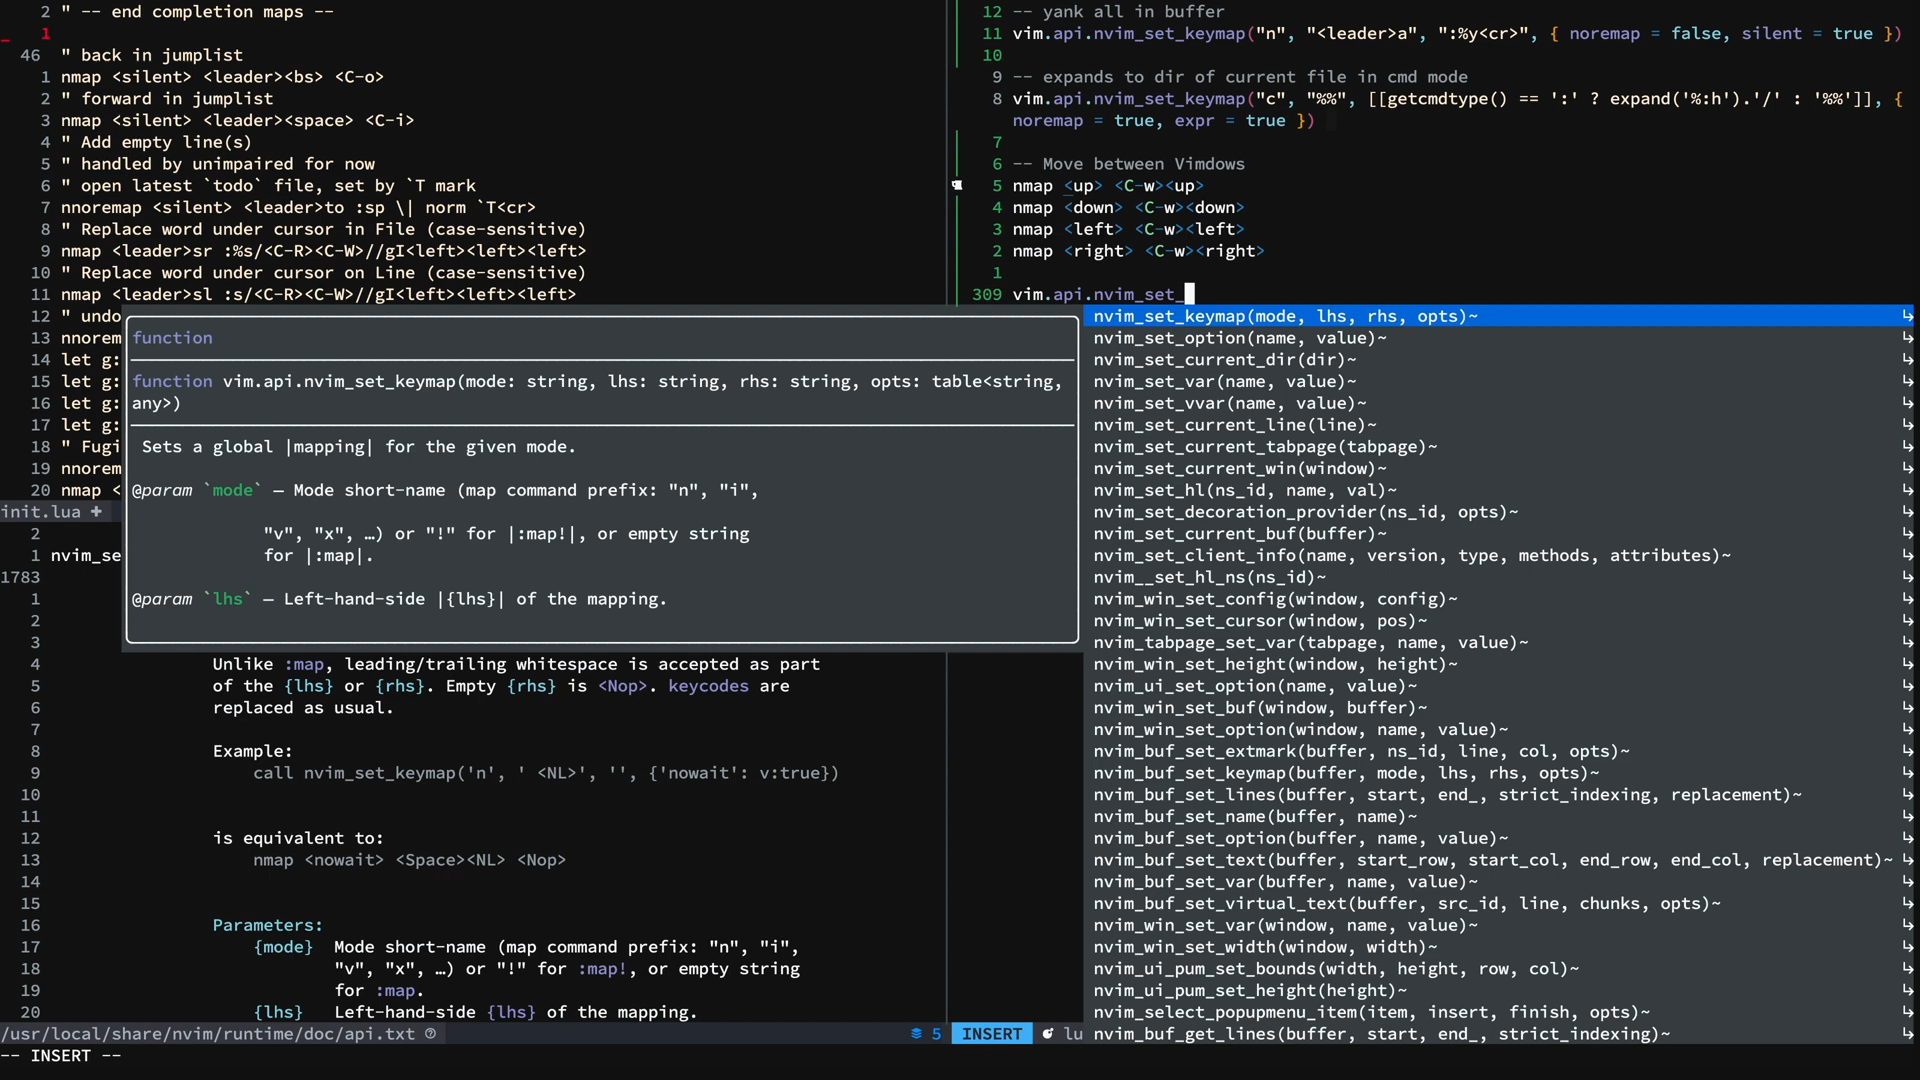 2 " -- end completion maps --
1
46 " back in jumplist
1 nmap <silent> <leader><bs> <C-o>
2 " forward in jumplist
3 nmap <silent> <leader><space> <C-i>
4 " Add empty line(s)
5 " handled by unimpaired for now
6 " open latest `todo` file, set by `T mark
7 nnoremap <silent> <leader>to :sp \| norm `T<cr>
8 " Replace word under cursor in File (case-sensitive)
9 nmap <leader>sr :%s/<C-R><C-W>//gI<left><left><left>
10 " Replace word under cursor on Line (case-sensitive)
11 nmap <leader>sl :s/<C-R><C-W>//gI<left><left><left>
12 " undo
13 nnorem
14 let g:
15 let g:
16 let g:
17 let g:
18 " Fugi
19 nnorem
20 nmap <
init.lua +
function
function vim.api.nvim_set_keymap(mode: string, lhs: string, rhs: string, opts: table<string,
any>)
Sets a global |mapping| for the given mode.
@param `mode` — Mode short-name (map command prefix: "n", "i",
"v", "x", …) or "!" for |:map!|, or empty string
for |:map|.
@param `lhs` — Left-hand-side |{lhs}| of the mapping.
2
1 nvim_se
1783
1
2
3
4 Unlike :map, leading/trailing whitespace is accepted as part
5 of the {lhs} or {rhs}. Empty {rhs} is <Nop>. keycodes are
6 replaced as usual.
7
8 Example:
9 call nvim_set_keymap('n', ' <NL>', '', {'nowait': v:true})
10
11
12 is equivalent to:
13 nmap <nowait> <Space><NL> <Nop>
14
15
16 Parameters:
17 {mode} Mode short-name (map command prefix: "n", "i",
18 "v", "x", …) or "!" for :map!, or empty string
19 for :map.
20 {lhs} Left-hand-side {lhs} of the mapping.
/usr/local/share/nvim/runtime/doc/api.txt
5
-- INSERT --
12 -- yank all in buffer
11 vim.api.nvim_set_keymap("n", "<leader>a", ":%y<cr>", { noremap = false, silent = true })
10
9 -- expands to dir of current file in cmd mode
8 vim.api.nvim_set_keymap("c", "%%", [[getcmdtype() == ':' ? expand('%:h').'/' : '%%']], {
noremap = true, expr = true })
7
6 -- Move between Vimdows
5 nmap <up> <C-w><up>
4 nmap <down> <C-w><down>
3 nmap <left> <C-w><left>
2 nmap <right> <C-w><right>
1
309 vim.api.nvim_set_
nvim_set_keymap(mode, lhs, rhs, opts)~
nvim_set_option(name, value)~
nvim_set_current_dir(dir)~
nvim_set_var(name, value)~
nvim_set_vvar(name, value)~
nvim_set_current_line(line)~
nvim_set_current_tabpage(tabpage)~
nvim_set_current_win(window)~
nvim_set_hl(ns_id, name, val)~
nvim_set_decoration_provider(ns_id, opts)~
nvim_set_current_buf(buffer)~
nvim_set_client_info(name, version, type, methods, attributes)~
nvim__set_hl_ns(ns_id)~
nvim_win_set_config(window, config)~
nvim_win_set_cursor(window, pos)~
nvim_tabpage_set_var(tabpage, name, value)~
nvim_win_set_height(window, height)~
nvim_ui_set_option(name, value)~
nvim_win_set_buf(window, buffer)~
nvim_win_set_option(window, name, value)~
nvim_buf_set_extmark(buffer, ns_id, line, col, opts)~
nvim_buf_set_keymap(buffer, mode, lhs, rhs, opts)~
nvim_buf_set_lines(buffer, start, end_, strict_indexing, replacement)~
nvim_buf_set_name(buffer, name)~
nvim_buf_set_option(buffer, name, value)~
nvim_buf_set_text(buffer, start_row, start_col, end_row, end_col, replacement)~
nvim_buf_set_var(buffer, name, value)~
nvim_buf_set_virtual_text(buffer, src_id, line, chunks, opts)~
nvim_win_set_var(window, name, value)~
nvim_win_set_width(window, width)~
nvim_ui_pum_set_bounds(width, height, row, col)~
nvim_ui_pum_set_height(height)~
nvim_select_popupmenu_item(item, insert, finish, opts)~
nvim_buf_get_lines(buffer, start, end_, strict_indexing)~
INSERT lu